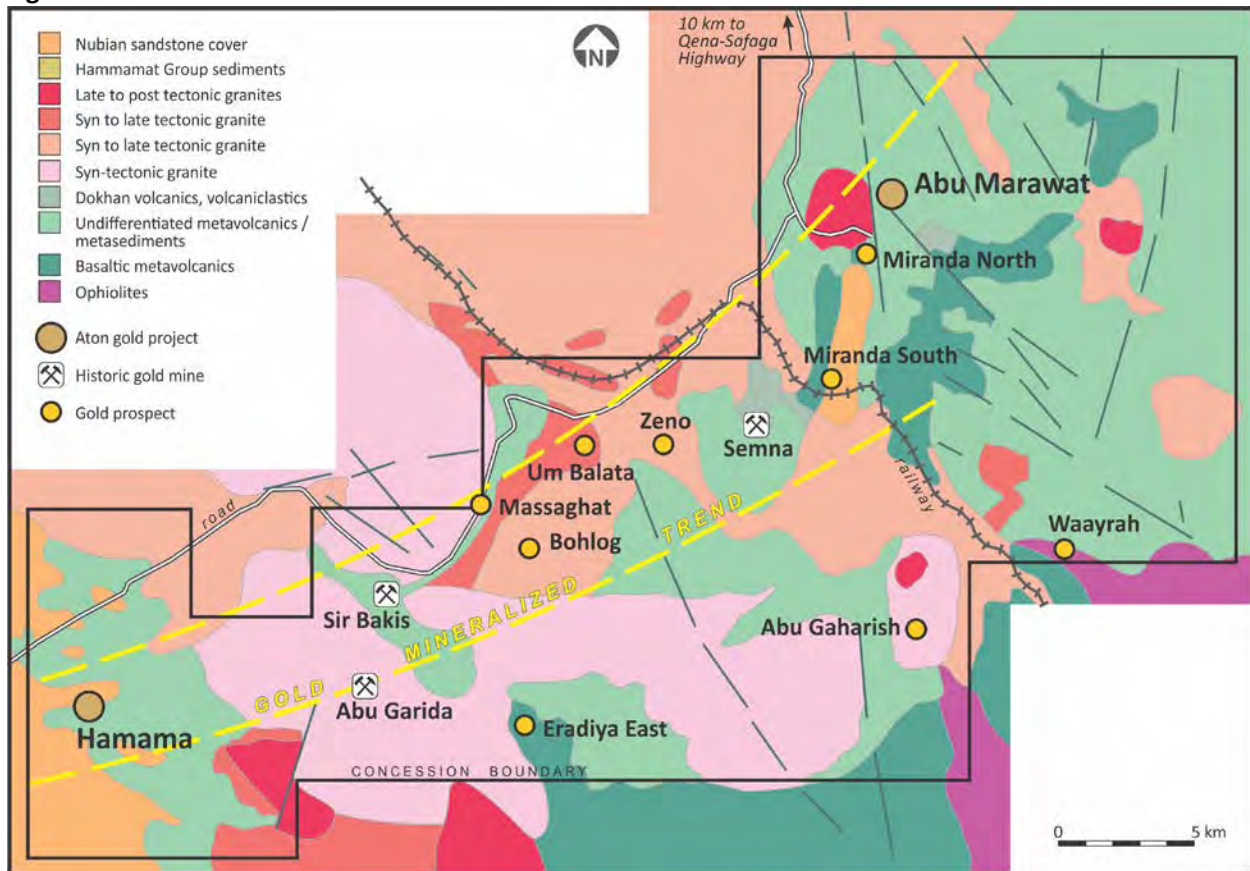 Nubian sandstone cover
Hammamat Group sediments
Late to post tectonic granites
Syn to late tectonic granite
Syn to late tectonic granite
Syn-tectonic granite
Dokhan volcanics, volcaniclastics
Undifferentiated metavolcanics /
metasediments
Basaltic metavolcanics
Ophiolites
Aton gold project
Historic gold mine
Gold prospect
N
10 km to
Qena-Safaga
Highway
Abu Marawat
Miranda North
Miranda South
Zeno
Semna
Um Balata
Massaghat
Bohlog
road
railway
Waayrah
Sir Bakis
GOLD MINERALIZED TREND
Abu Gaharish
Abu Garida
Eradiya East
Hamama
CONCESSION BOUNDARY
0 5 km